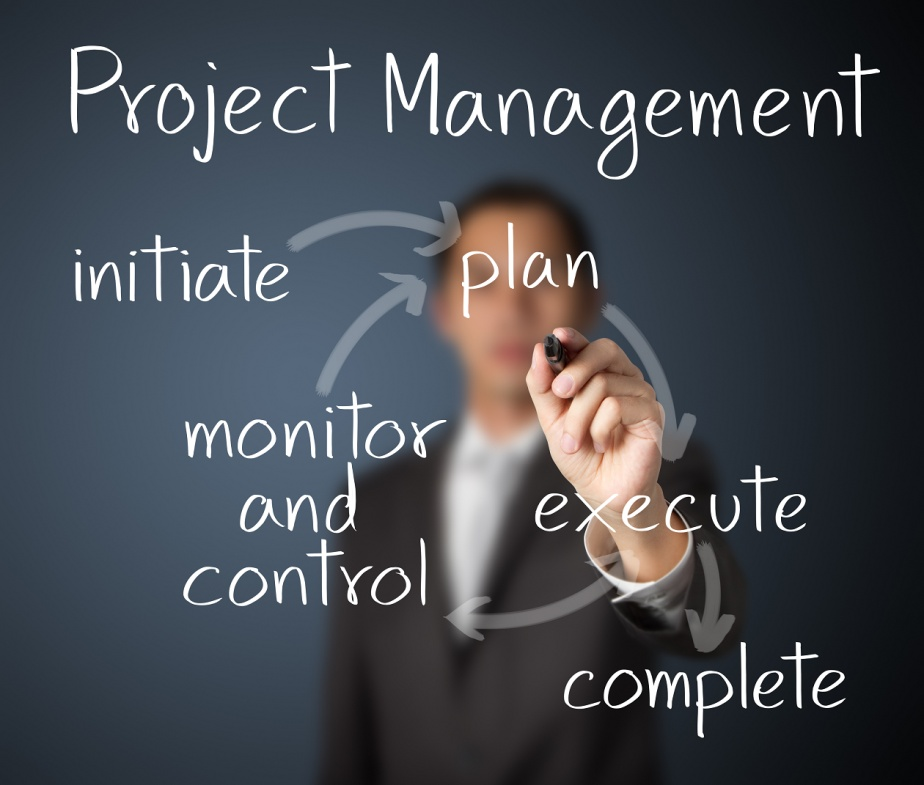 Project Management
initiate
plan
monitor
and
control
execute
complete